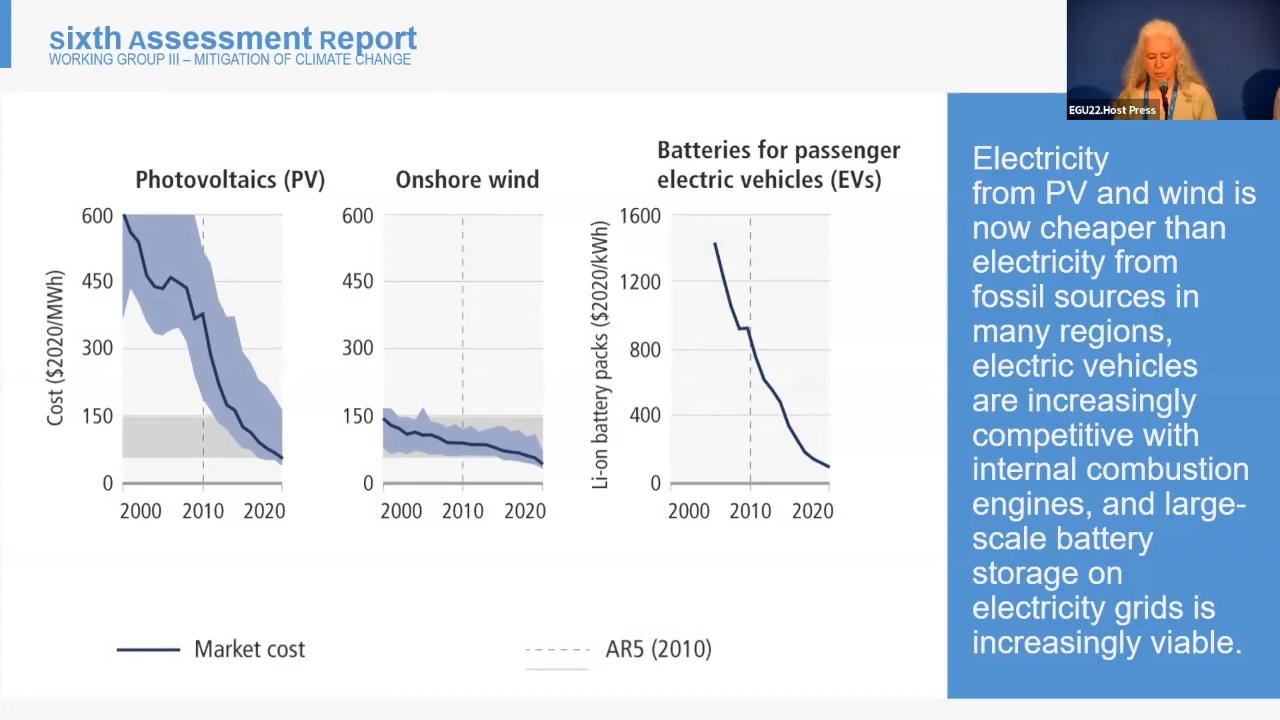 sixth Assessment Report
WORKING GROUP III – MITIGATION OF CLIMATE CHANGE
EGU22.Host Press
Photovoltaics (PV)
600
450
300
150
0
Cost ($2020/MWh)
2000 2010 2020
Onshore wind
600
450
300
150
0
2000 2010 2020
Batteries for passenger
electric vehicles (EVs)
1600
1200
800
400
0
Li-on battery packs ($2020/kWh)
2000 2010 2020
Market cost
AR5 (2010)
Electricity
from PV and wind is
now cheaper than
electricity from
fossil sources in
many regions,
electric vehicles
are increasingly
competitive with
internal combustion
engines, and large-
scale battery
storage on
electricity grids is
increasingly viable.